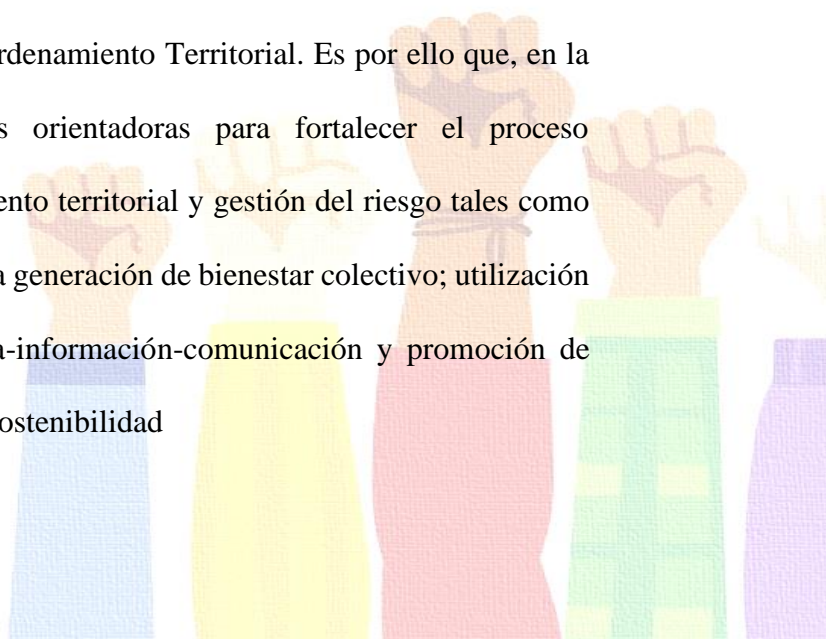 rdenamiento Territorial. Es por ello que, en la
s orientadoras para fortalecer el proceso
ento territorial y gestión del riesgo tales como
a generación de bienestar colectivo; utilización
a-información-comunicación y promoción de
ostenibilidad